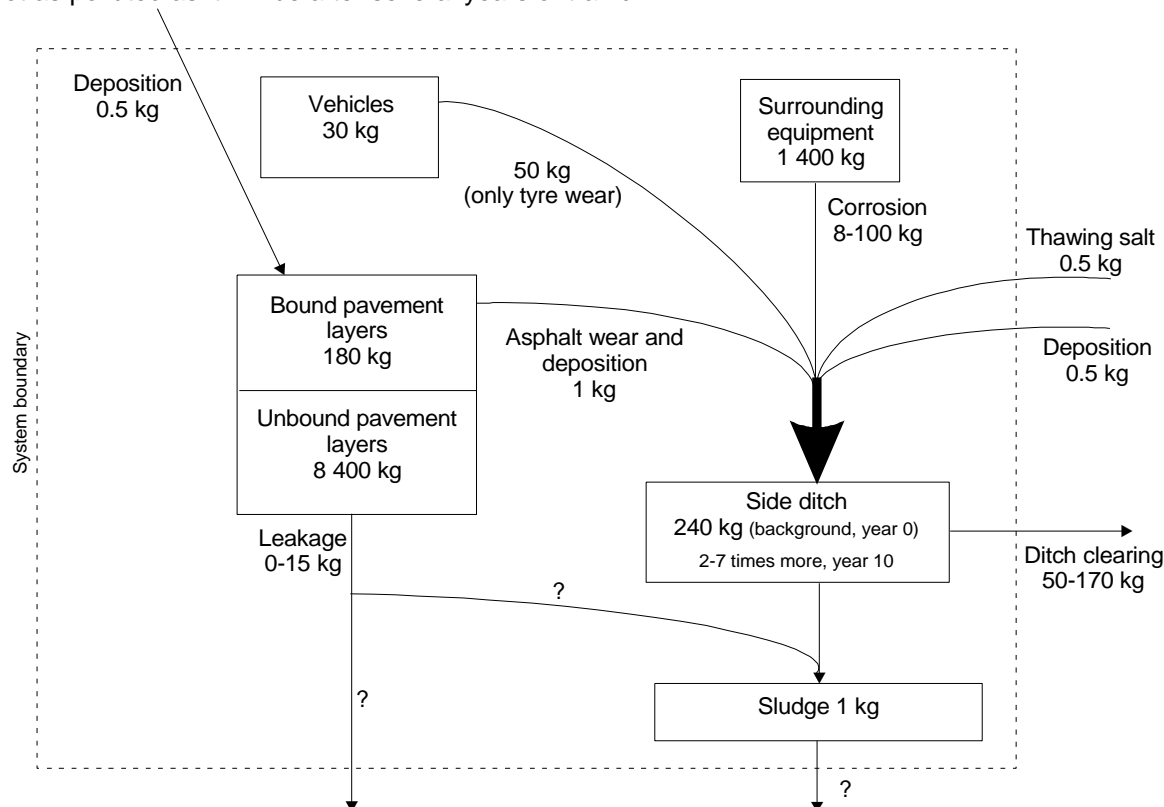 Deposition
0.5 kg
Vehicles
30 kg
Surrounding
equipment
1 400 kg
50 kg
(only tyre wear)
Corrosion
8-100 kg
Thawing salt
0.5 kg
Bound pavement
layers
180 kg
Asphalt wear and
deposition
1 kg
Deposition
0.5 kg
System boundary
Unbound pavement
layers
8 400 kg
Side ditch
240 kg (background, year 0)
2-7 times more, year 10
Leakage
0-15 kg
Ditch clearing
50-170 kg
?
?
Sludge 1 kg
?